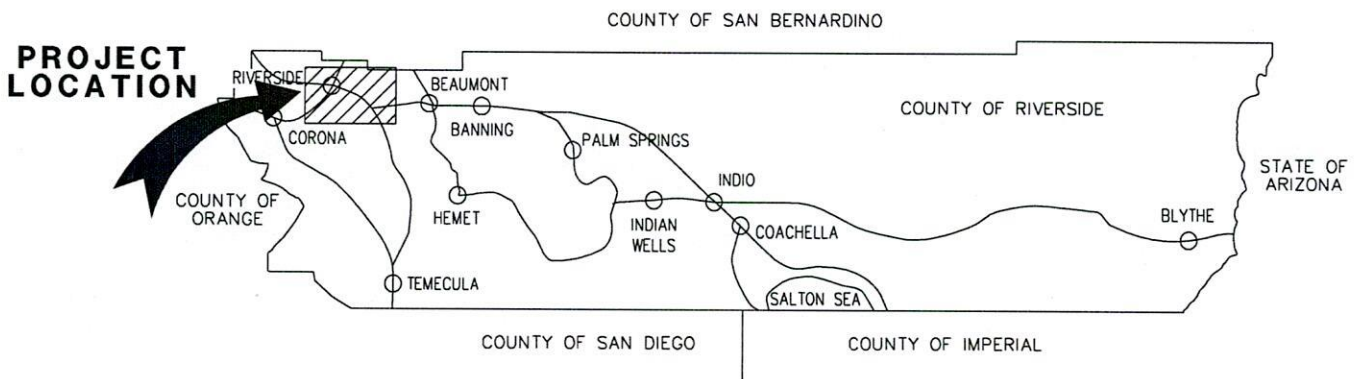 COUNTY OF SAN BERNARDINO
PROJECT
LOCATION
RIVERSIDE
BEAUMONT
COUNTY OF RIVERSIDE
CORONA
BANNING
PALM SPRINGS
STATE OF
ARIZONA
COUNTY OF
ORANGE
HEMET
INDIAN
WELLS
INDIO
COACHELLA
BLYTHE
TEMECULA
SALTON SEA
COUNTY OF SAN DIEGO
COUNTY OF IMPERIAL